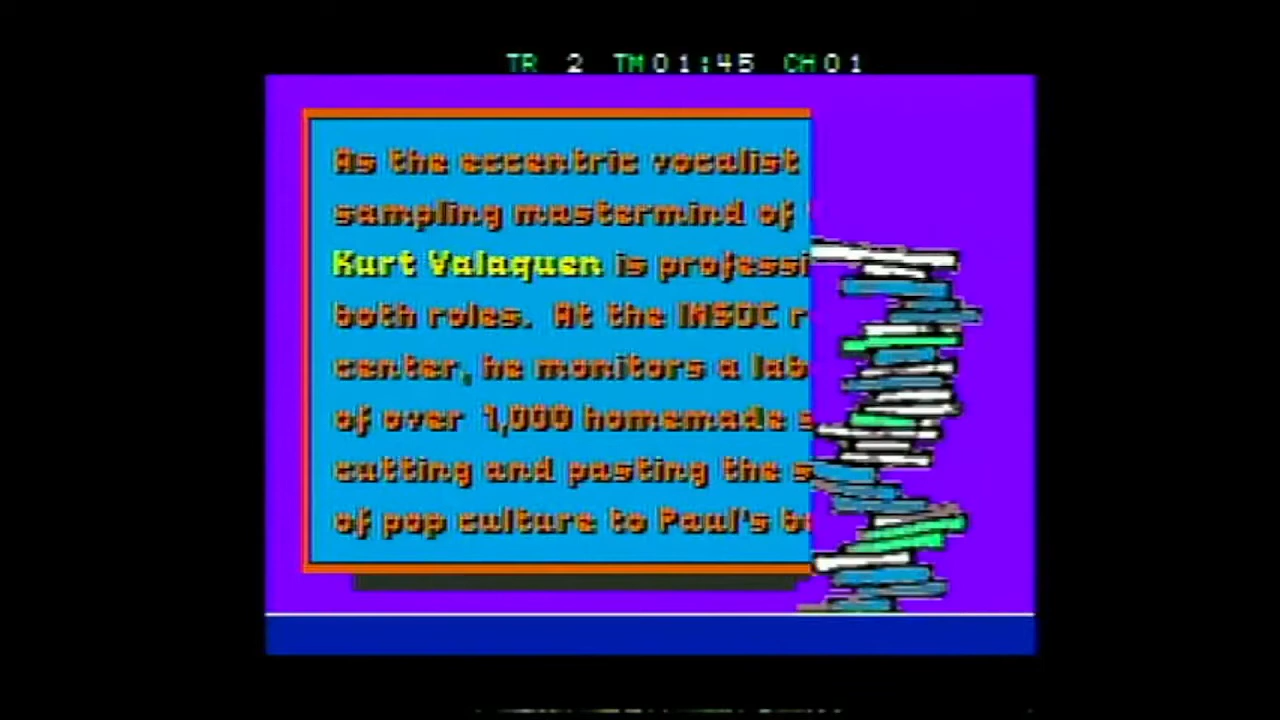 TR 2 TM01:45 CH01
As the eccentric vocalist
sampling mastermind of
Kurt Valaquen is professi
both roles. At the INSOC r
center, he monitors a lab
of over 1,000 homemade s
cutting and pasting the s
of pop culture to Paul's b